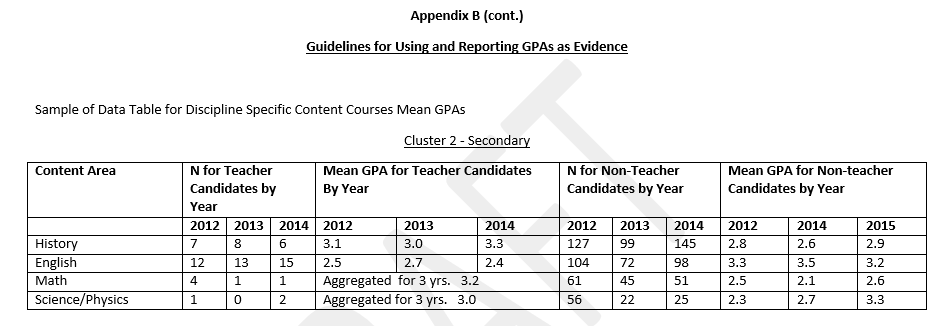 Appendix B (cont.)
Guidelines for Using and Reporting GPAs as Evidence
Sample of Data Table for Discipline Specific Content Courses Mean GPAs
Cluster 2 - Secondary
Content Area N for Teacher Candidates by Year Mean GPA for Teacher Candidates By Year N for Non-Teacher Candidates by Year Mean GPA for Non-teacher Candidates by Year
2012 2013 2014 2012 2013 2014 2012 2013 2014 2012 2014 2015
History 7 8 6 3.1 3.0 3.3 127 99 145 2.8 2.6 2.9
English 12 13 15 2.5 2.7 2.4 104 72 98 3.3 3.5 3.2
Math 4 1 1 Aggregated for 3 yrs. 3.2 61 45 51 2.5 2.1 2.6
Science/Physics 1 0 2 Aggregated for 3 yrs. 3.0 56 22 25 2.3 2.7 3.3